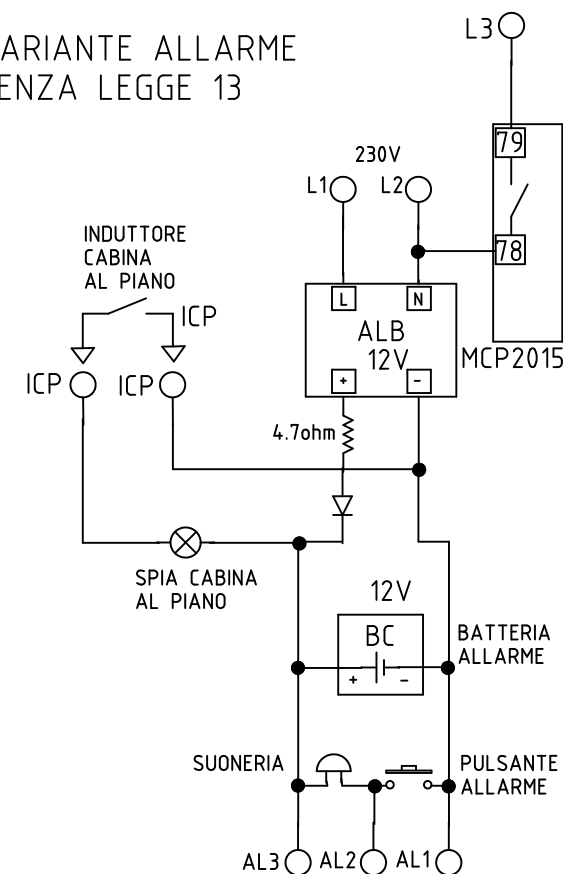 ARIANTE ALLARME
ENZA LEGGE 13
L3
79
230V
L1
L2
78
INDUTTORE
CABINA
AL PIANO
ICP
L
N
ALB
12V
MCP2015
+
-
ICP
ICP
4.7ohm
SPIA CABINA
AL PIANO
12V
BC
+
-
BATTERIA
ALLARME
SUONERIA
PULSANTE
ALLARME
AL3
AL2
AL1